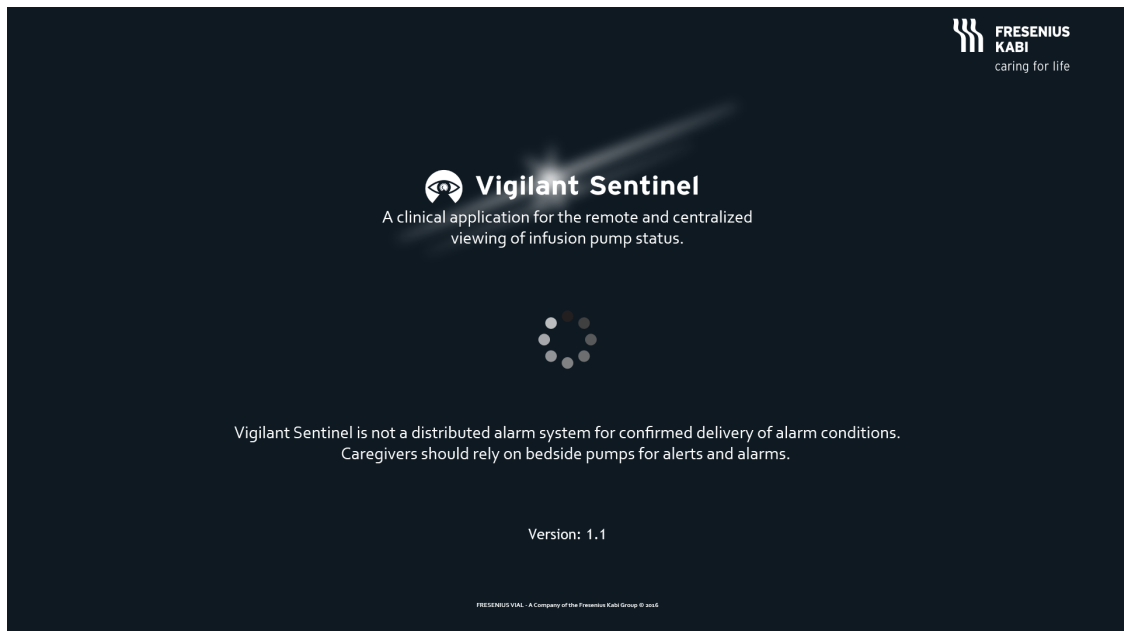 FRESENIUS
KABI
caring for life
Vigilant Sentinel
A clinical application for the remote and centralized
viewing of infusion pump status.
Vigilant Sentinel is not a distributed alarm system for confirmed delivery of alarm conditions.
Caregivers should rely on bedside pumps for alerts and alarms.
Version: 1.1
FRESENIUS VIAL - A Company of the Fresenius Kabi Group © 2016